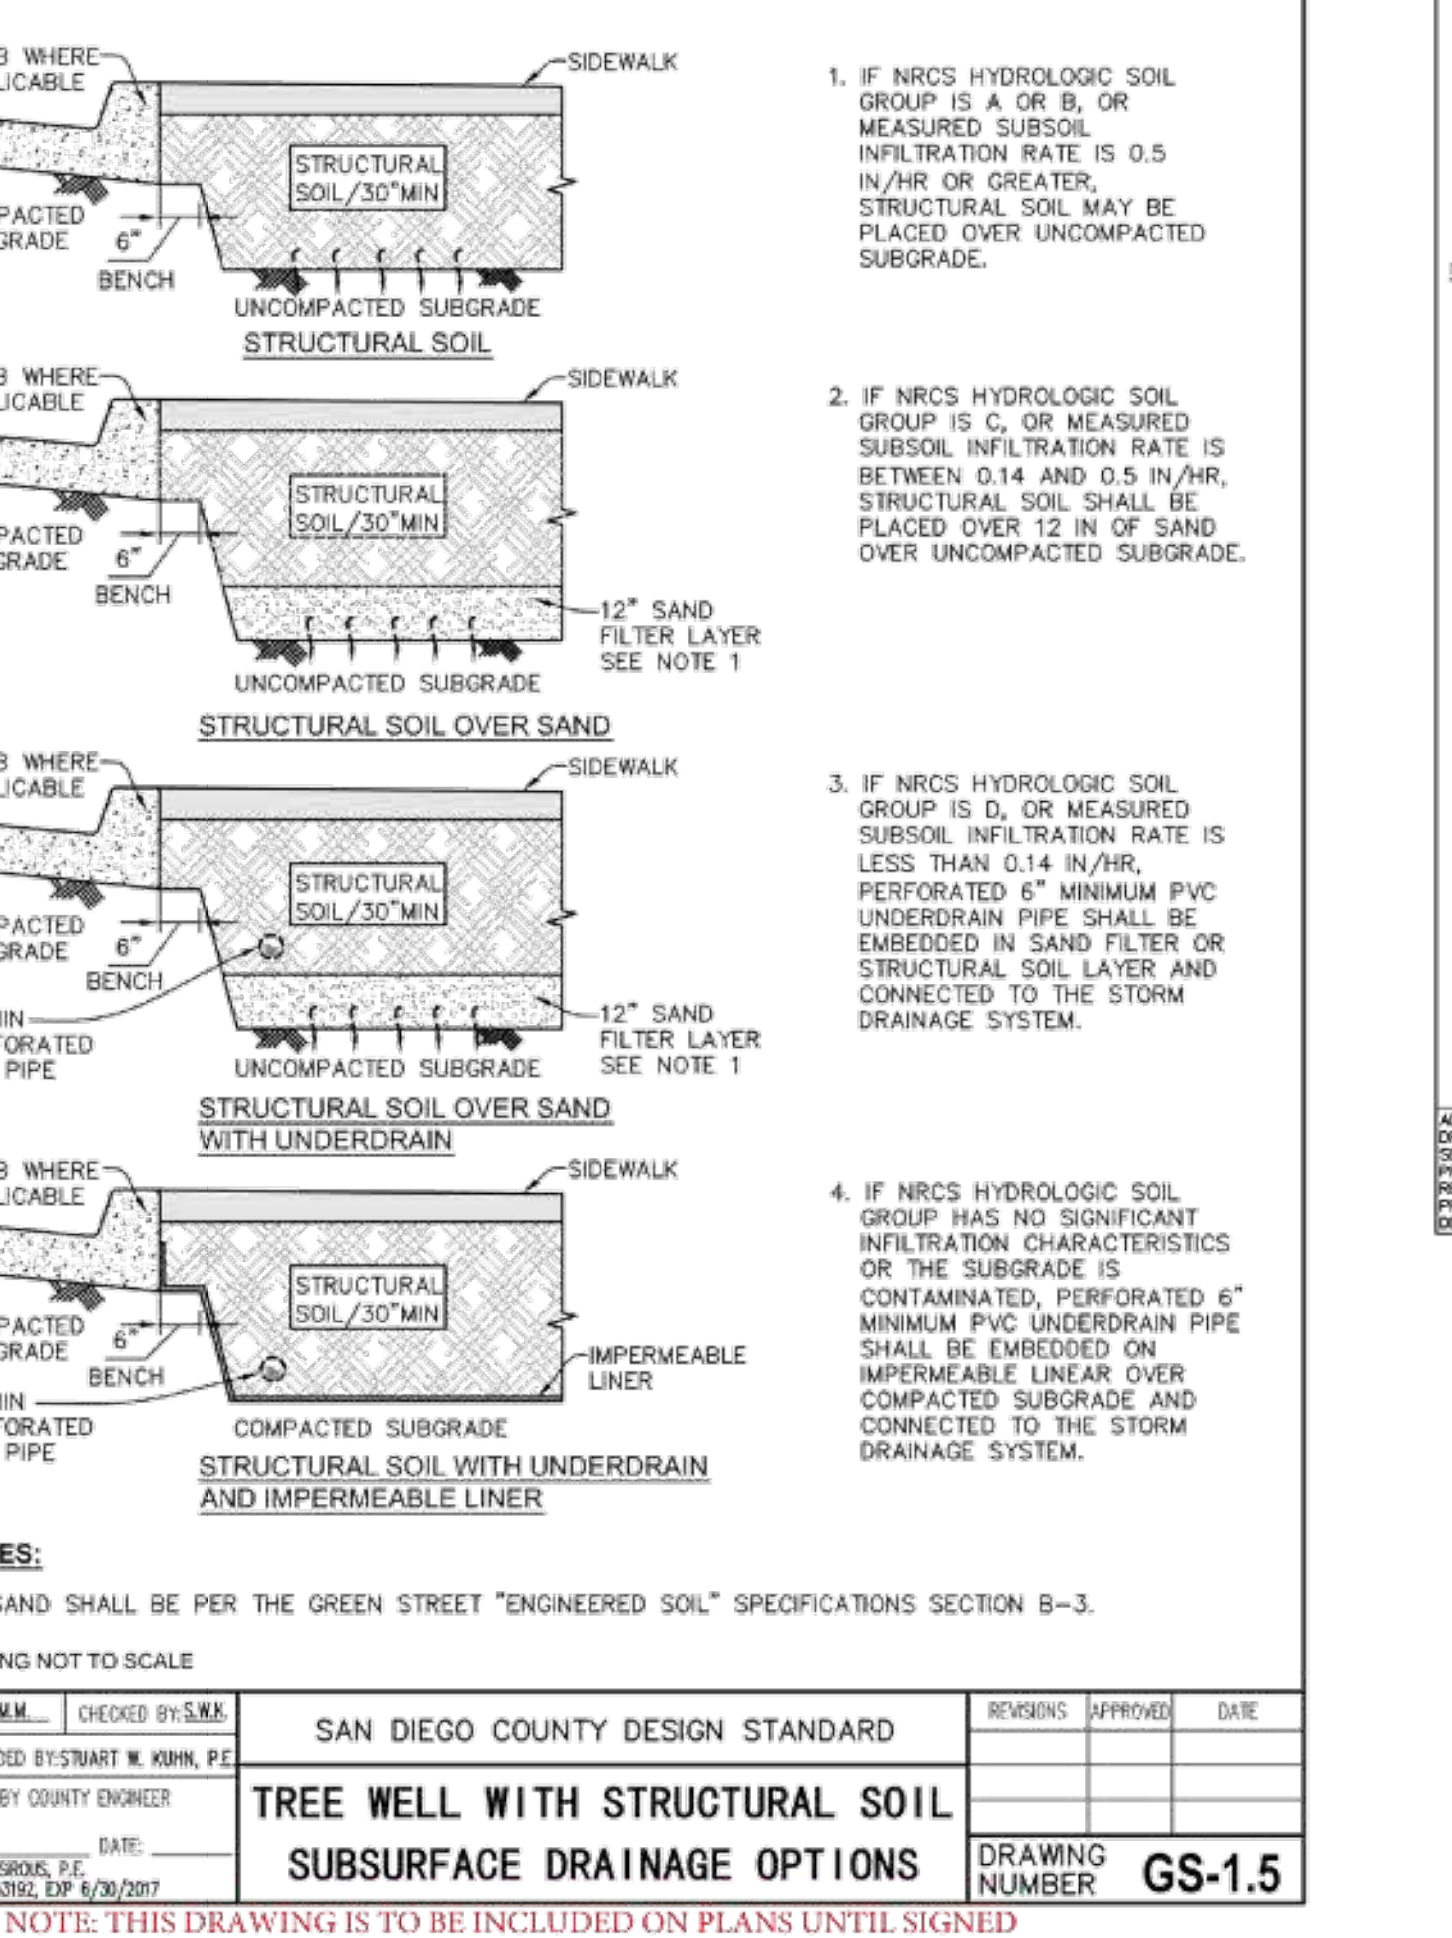 B WHERE
LICABLE
SIDEWALK
STRUCTURAL
SOIL/30"MIN
PACTED
GRADE
6"
BENCH
UNCOMPACTED SUBGRADE
STRUCTURAL SOIL
1. IF NRCS HYDROLOGIC SOIL
GROUP IS A OR B, OR
MEASURED SUBSOIL
INFILTRATION RATE IS 0.5
IN/HR OR GREATER,
STRUCTURAL SOIL MAY BE
PLACED OVER UNCOMPACTED
SUBGRADE.
B WHERE
LICABLE
SIDEWALK
STRUCTURAL
SOIL/30"MIN
PACTED
GRADE
6"
BENCH
12" SAND
FILTER LAYER
SEE NOTE 1
UNCOMPACTED SUBGRADE
STRUCTURAL SOIL OVER SAND
2. IF NRCS HYDROLOGIC SOIL
GROUP IS C, OR MEASURED
SUBSOIL INFILTRATION RATE IS
BETWEEN 0.14 AND 0.5 IN/HR,
STRUCTURAL SOIL SHALL BE
PLACED OVER 12 IN OF SAND
OVER UNCOMPACTED SUBGRADE.
B WHERE
LICABLE
SIDEWALK
STRUCTURAL
SOIL/30"MIN
PACTED
GRADE
6"
BENCH
IN
FORATED
PIPE
12" SAND
FILTER LAYER
SEE NOTE 1
UNCOMPACTED SUBGRADE
STRUCTURAL SOIL OVER SAND
WITH UNDERDRAIN
3. IF NRCS HYDROLOGIC SOIL
GROUP IS D, OR MEASURED
SUBSOIL INFILTRATION RATE IS
LESS THAN 0.14 IN/HR,
PERFORATED 6" MINIMUM PVC
UNDERDRAIN PIPE SHALL BE
EMBEDDED IN SAND FILTER OR
STRUCTURAL SOIL LAYER AND
CONNECTED TO THE STORM
DRAINAGE SYSTEM.
B WHERE
LICABLE
SIDEWALK
STRUCTURAL
SOIL/30"MIN
PACTED
GRADE
6"
BENCH
IN
FORATED
PIPE
IMPERMEABLE
LINER
COMPACTED SUBGRADE
STRUCTURAL SOIL WITH UNDERDRAIN
AND IMPERMEABLE LINER
4. IF NRCS HYDROLOGIC SOIL
GROUP HAS NO SIGNIFICANT
INFILTRATION CHARACTERISTICS
OR THE SUBGRADE IS
CONTAMINATED, PERFORATED 6"
MINIMUM PVC UNDERDRAIN PIPE
SHALL BE EMBEDDED ON
IMPERMEABLE LINEAR OVER
COMPACTED SUBGRADE AND
CONNECTED TO THE STORM
DRAINAGE SYSTEM.
ES:
SAND SHALL BE PER THE GREEN STREET "ENGINEERED SOIL" SPECIFICATIONS SECTION B-3.
NG NOT TO SCALE
M.M. CHECKED BY: S.W.K.
DED BY: STUART W. KUHN, P.E.
BY COUNTY ENGINEER
DATE:
SIROUS, P.E.
63192, EXP 6/30/2017
SAN DIEGO COUNTY DESIGN STANDARD
TREE WELL WITH STRUCTURAL SOIL
SUBSURFACE DRAINAGE OPTIONS
REVISIONS APPROVED DATE
DRAWING
NUMBER GS-1.5
NOTE: THIS DRAWING IS TO BE INCLUDED ON PLANS UNTIL SIGNED